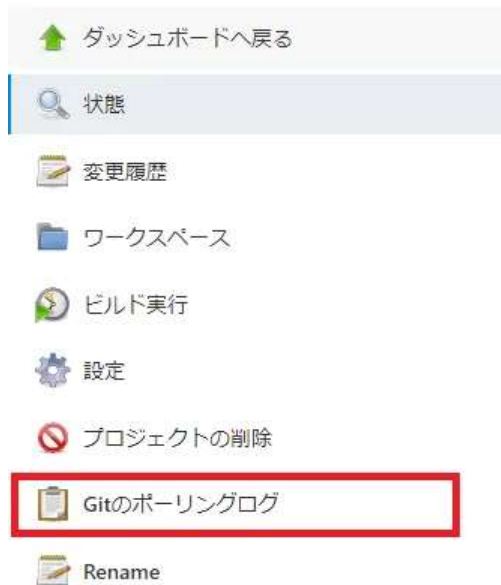 ダッシュボードへ戻る
状態
変更履歴
ワークスペース
ビルド実行
設定
プロジェクトの削除
Gitのポーリングログ
Rename